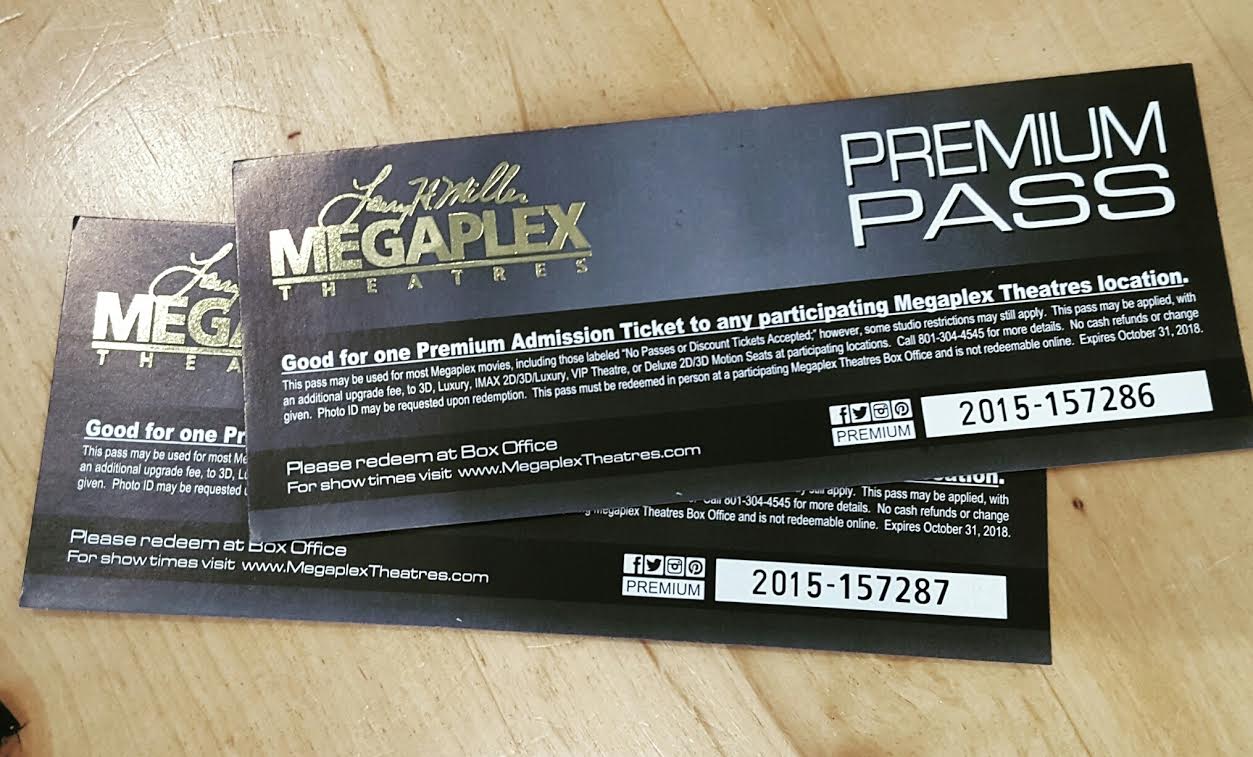 Larry H Miller
MEGAPLEX
THEATRES
PREMIUM
PASS
Good for one Premium Admission Ticket to any participating Megaplex Theatres location.
This pass may be used for most Megaplex movies, including those labeled "No Passes or Discount Tickets Accepted;" however, some studio restrictions may still apply. This pass may be applied, with
an additional upgrade fee, to 3D, Luxury, IMAX 2D/3D/Luxury, VIP Theatre, or Deluxe 2D/3D Motion Seats at participating locations. Call 801-304-4545 for more details. No cash refunds or change
given. Photo ID may be requested upon redemption. This pass must be redeemed in person at a participating Megaplex Theatres Box Office and is not redeemable online. Expires October 31, 2018.
Please redeem at Box Office
For show times visit www.MegaplexTheatres.com
PREMIUM
2015-157286
MEGA
THEA
Good for one Pr
This pass may be used for most Me
an additional upgrade fee, to 3D, Lu
given. Photo ID may be requested
still apply. This pass may be applied, with
Call 801-304-4545 for more details. No cash refunds or change
Megaplex Theatres Box Office and is not redeemable online. Expires October 31, 2018.
Please redeem at Box Office
For show times visit www.MegaplexTheatres.com
PREMIUM
2015-157287